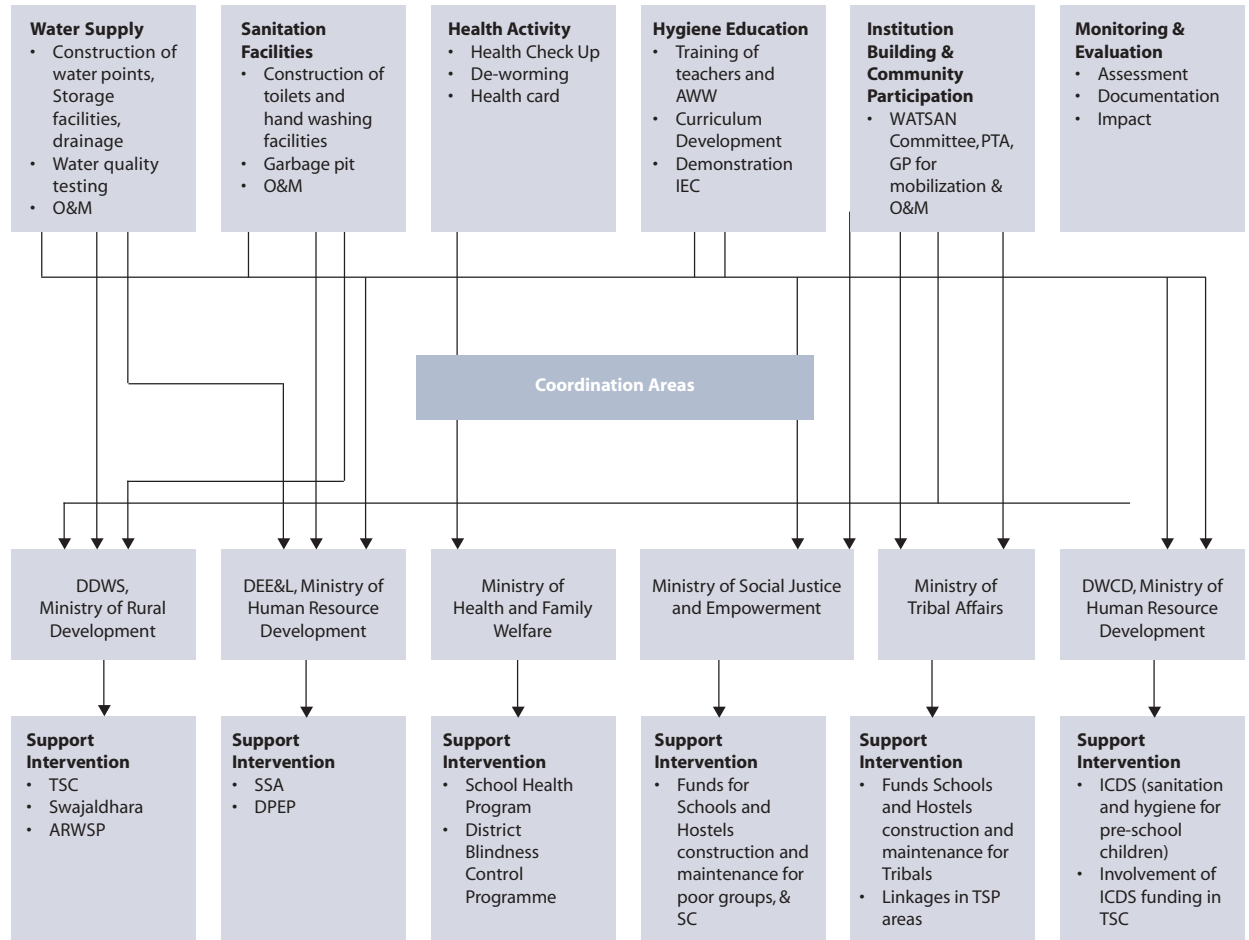 Water Supply
• Construction of
water points,
Storage
facilities,
drainage
• Water quality
testing
• O&M
Sanitation
Facilities
• Construction of
toilets and
hand washing
facilities
• Garbage pit
• O&M
Health Activity
• Health Check Up
• De-worming
• Health card
Hygiene Education
• Training of
teachers and
AWW
• Curriculum
Development
• Demonstration
IEC
Institution
Building &
Community
Participation
• WATSAN
Committee, PTA,
GP for
mobilization &
O&M
Monitoring &
Evaluation
• Assessment
• Documentation
• Impact
Coordination Areas
DDWS,
Ministry of Rural
Development
DEE&L, Ministry of
Human Resource
Development
Ministry of
Health and Family
Welfare
Ministry of Social Justice
and Empowerment
Ministry of
Tribal Affairs
DWCD, Ministry of
Human Resource
Development
Support
Intervention
• TSC
• Swajaldhara
• ARWSP
Support
Intervention
• SSA
• DPEP
Support
Intervention
• School Health
Program
• District
Blindness
Control
Programme
Support
Intervention
• Funds for
Schools and
Hostels
construction and
maintenance for
poor groups, &
SC
Support
Intervention
• Funds Schools
and Hostels
construction and
maintenance for
Tribals
• Linkages in TSP
areas
Support
Intervention
• ICDS (sanitation
and hygiene for
pre-school
children)
• Involvement of
ICDS funding in
TSC